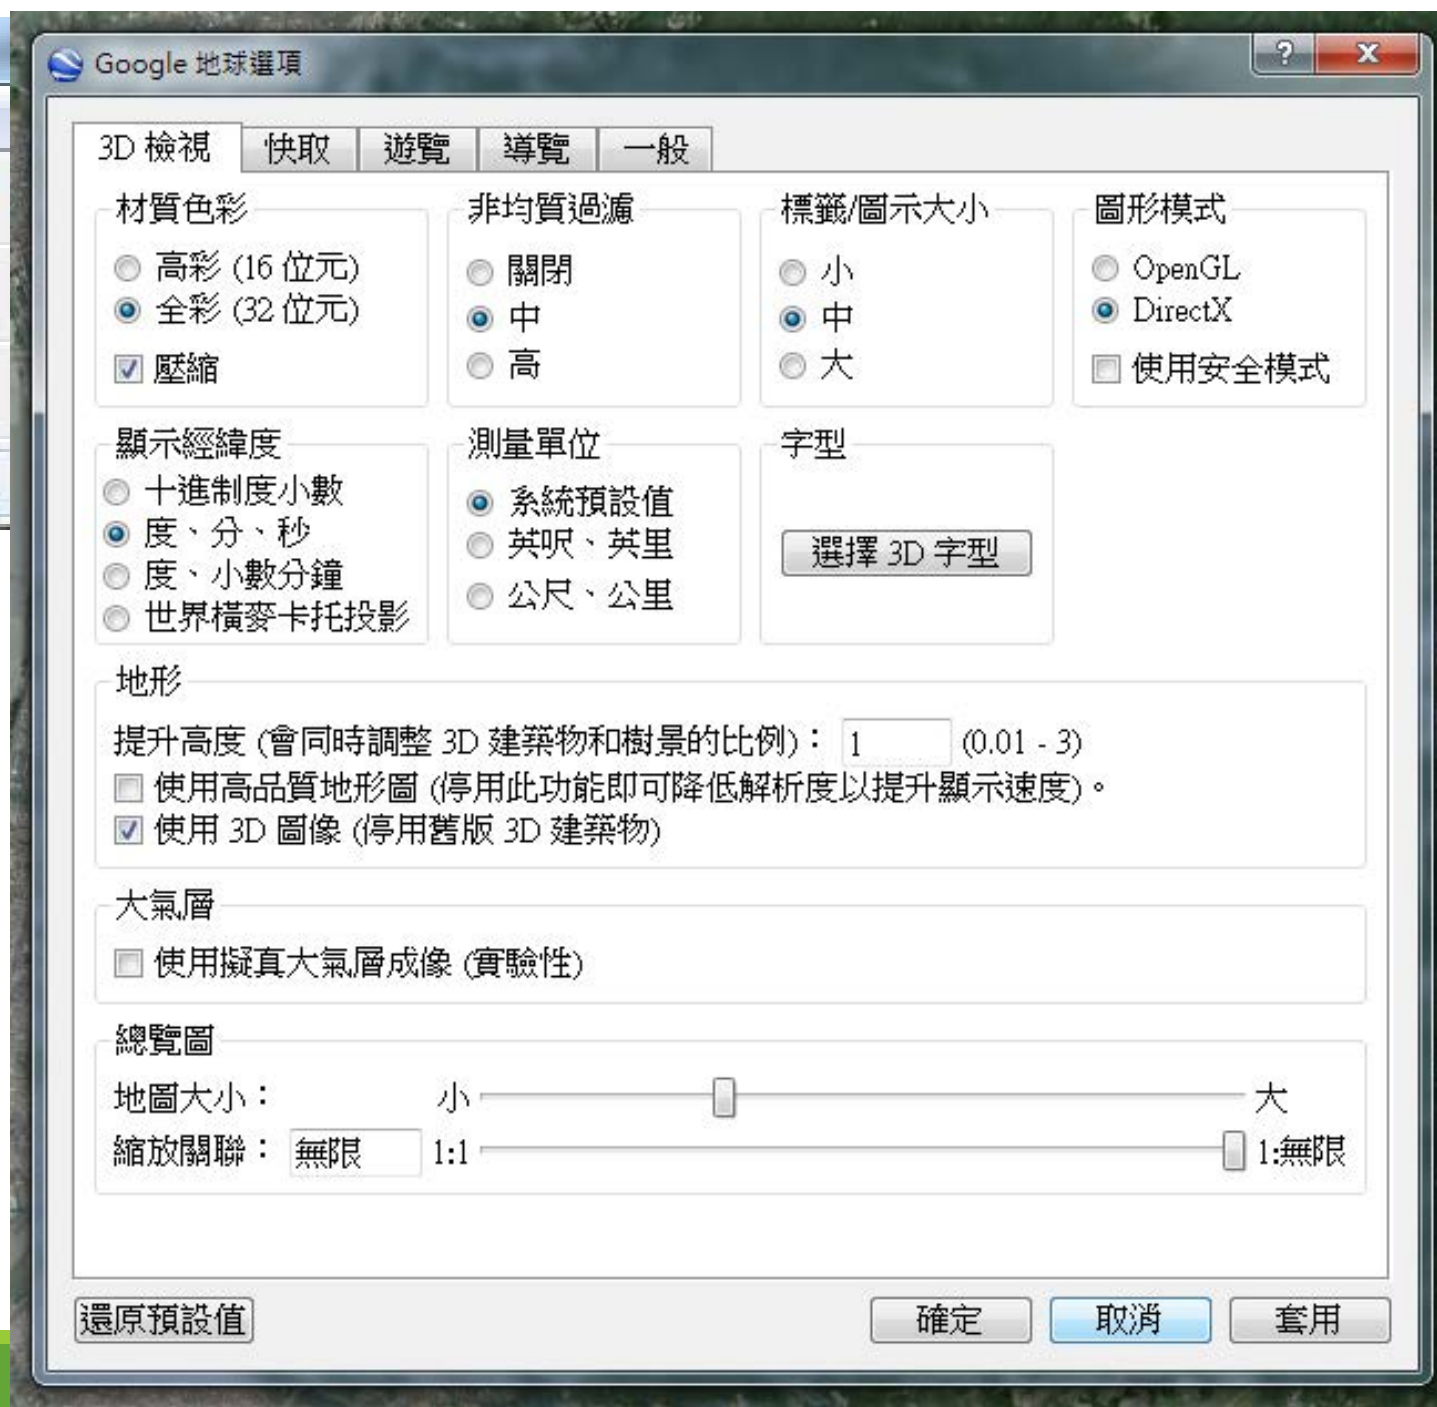 Google 地球選項
3D 檢視 快取 遊覽 導覽 一般
材質色彩
高彩 (16 位元)
全彩 (32 位元)
壓縮
非均質過濾
關閉
中
高
標籤/圖示大小
小
中
大
圖形模式
OpenGL
DirectX
使用安全模式
顯示經緯度
十進制度小數
度、分、秒
度、小數分鐘
世界橫麥卡托投影
測量單位
系統預設值
英呎、英里
公尺、公里
字型
選擇 3D 字型
地形
提升高度 (會同時調整 3D 建築物和樹景的比例)： 1 (0.01 - 3)
使用高品質地形圖 (停用此功能即可降低解析度以提升顯示速度)。
使用 3D 圖像 (停用舊版 3D 建築物)
大氣層
使用擬真大氣層成像 (實驗性)
總覽圖
地圖大小： 小 大
縮放關聯： 無限 1:1 1:無限
還原預設值 確定 取消 套用